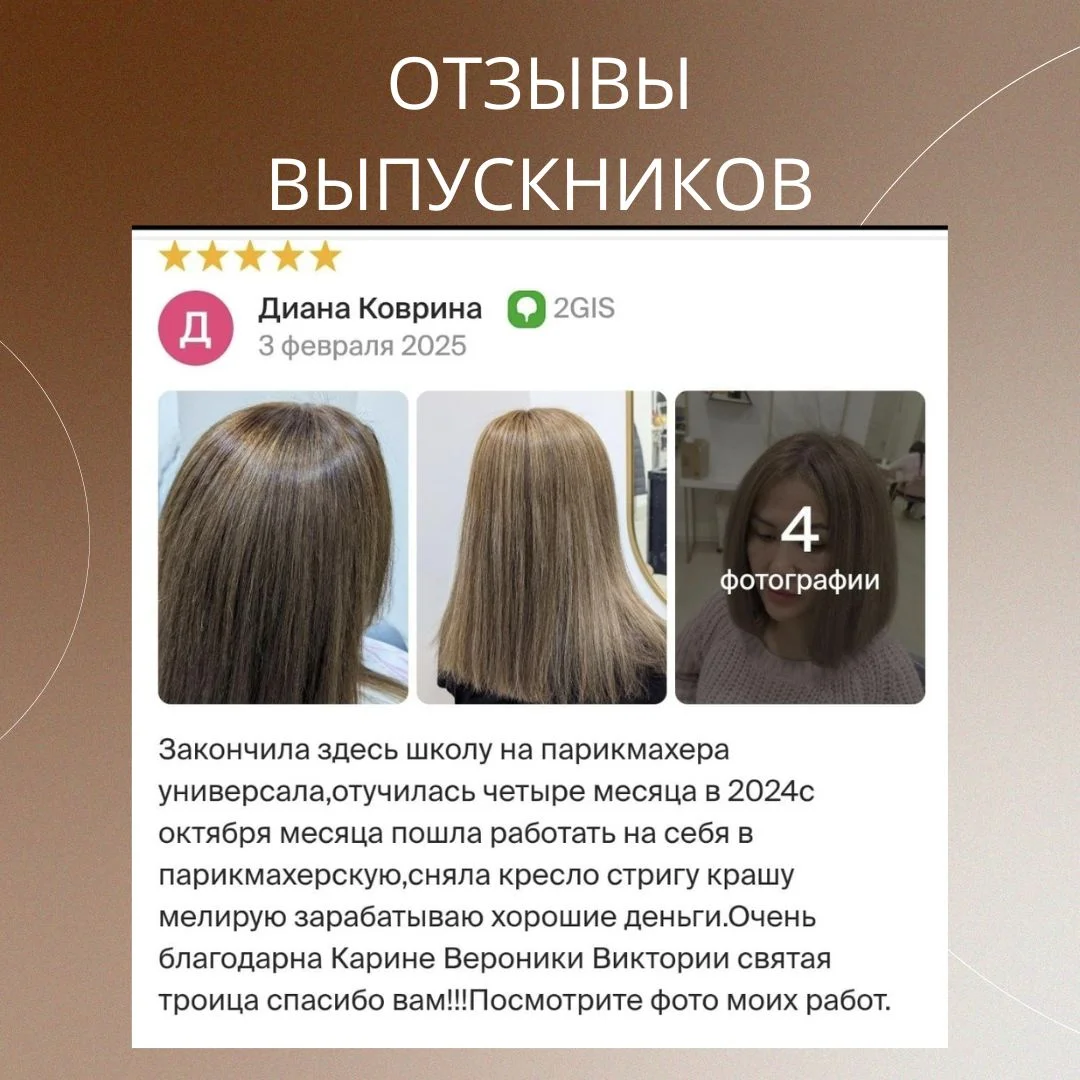 ОТЗЫВЫ
ВЫПУСКНИКОВ
Диана Коврина 2GIS
3 февраля 2025
Д
4
фотографии
Закончила здесь школу на парикмахера
универсала,отучилась четыре месяца в 2024с
октября месяца пошла работать на себя в
парикмахерскую,сняла кресло стригу крашу
мелирую зарабатываю хорошие деньги.Очень
благодарна Карине Вероники Виктории святая
троица спасибо вам!!!Посмотрите фото моих работ.